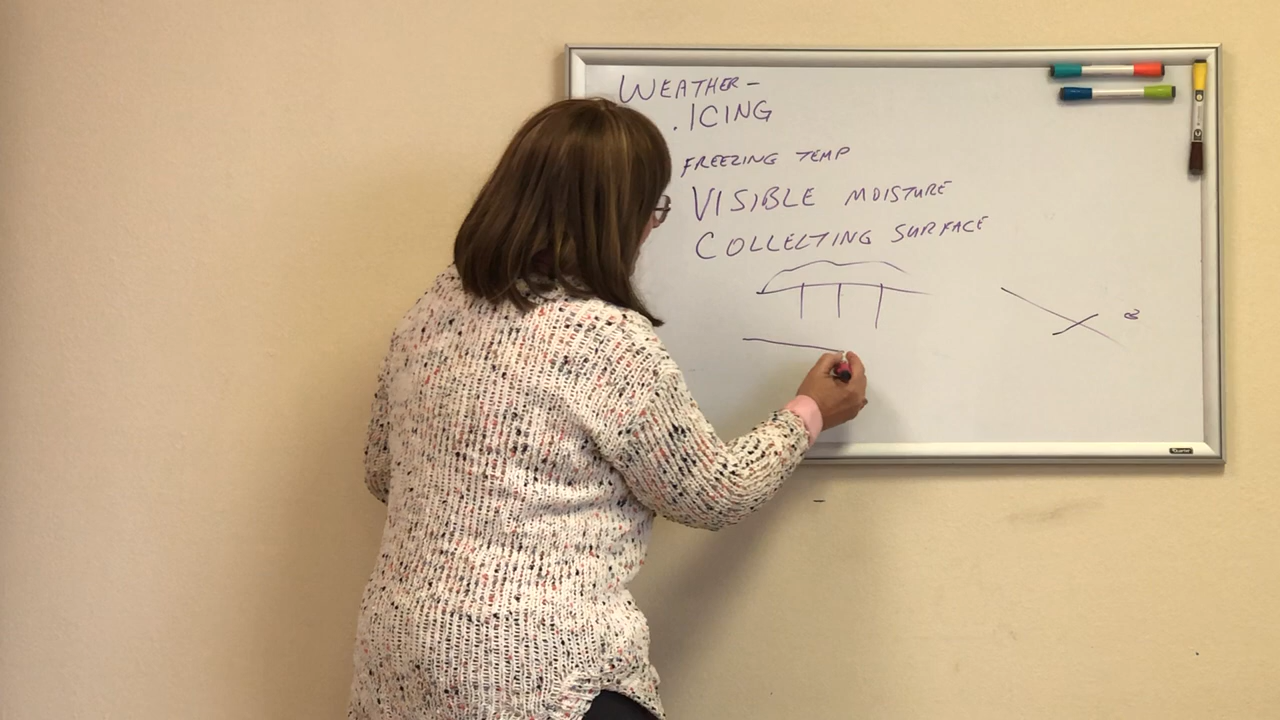 WEATHER -
. ICING
FREEZING TEMP
VISIBLE MOISTURE
COLLECTING SURFACE